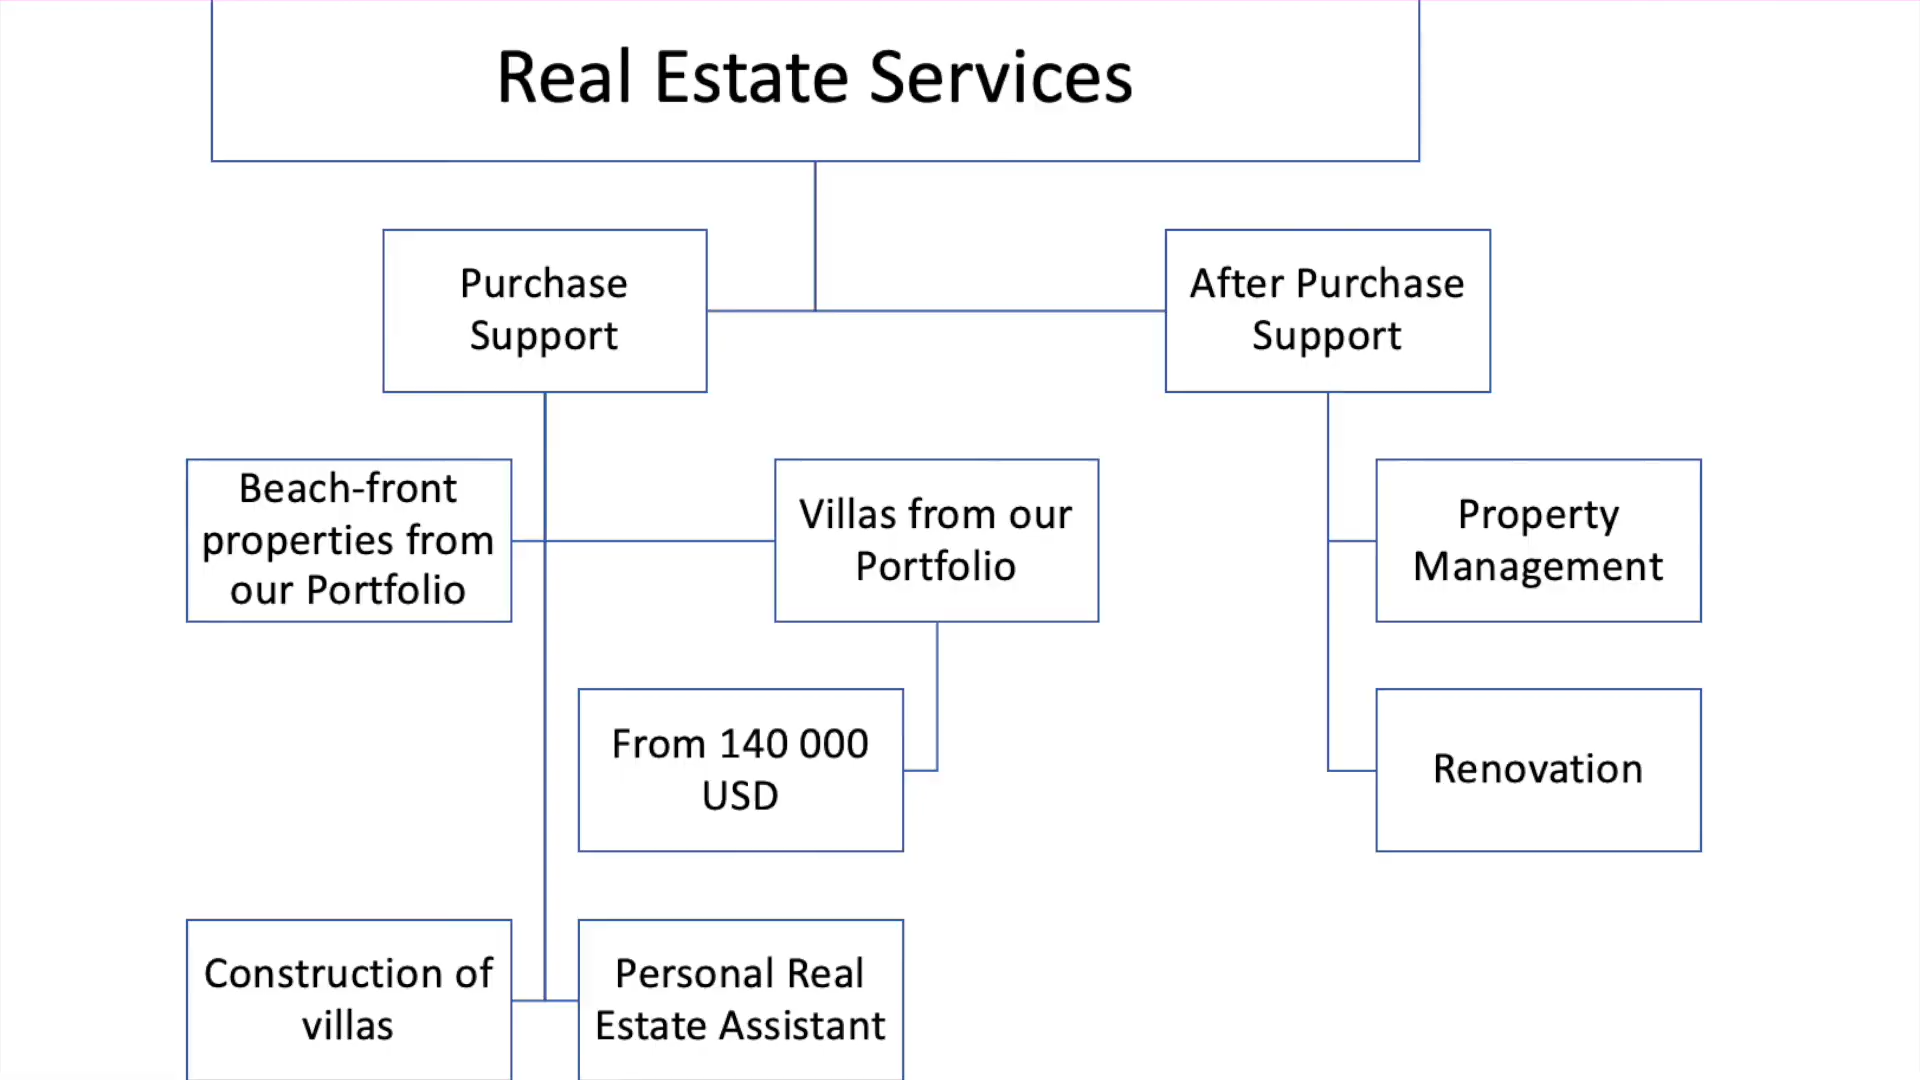 Real Estate Services
Purchase
Support
After Purchase
Support
Beach-front
properties from
our Portfolio
Villas from our
Portfolio
Property
Management
From 140 000
USD
Renovation
Construction of
villas
Personal Real
Estate Assistant